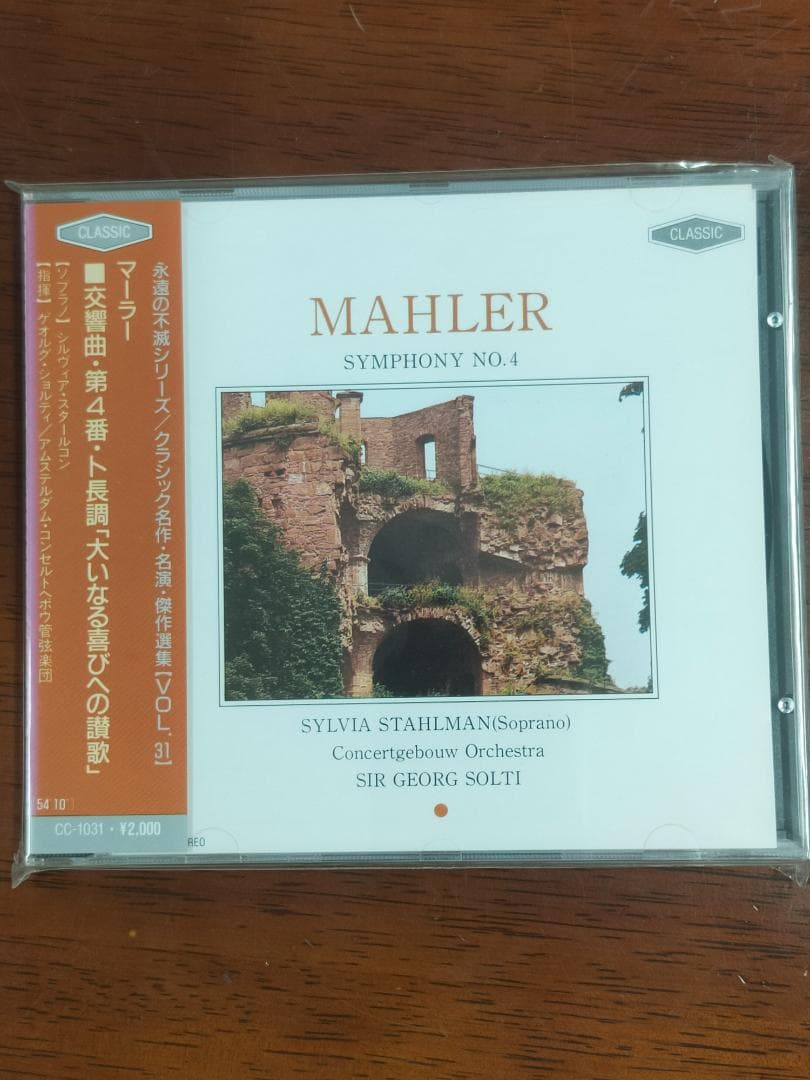 CLASSIC
永遠の不滅シリーズ/クラシック名作・名演・傑作選集【VOL.31】
マーラー
■交響曲・第4番・ト長調「大いなる喜びへの讃歌」
【ソプラノ】シルヴィア・スタールコン
【指揮】ゲオルグ・ショルティ/アムステルダム・コンセルトヘボウ管弦楽団
54 10″]
CC-1031・¥2,000
CLASSIC
MAHLER
SYMPHONY NO.4
SYLVIA STAHLMAN(Soprano)
Concertgebouw Orchestra
SIR GEORG SOLTI
REO